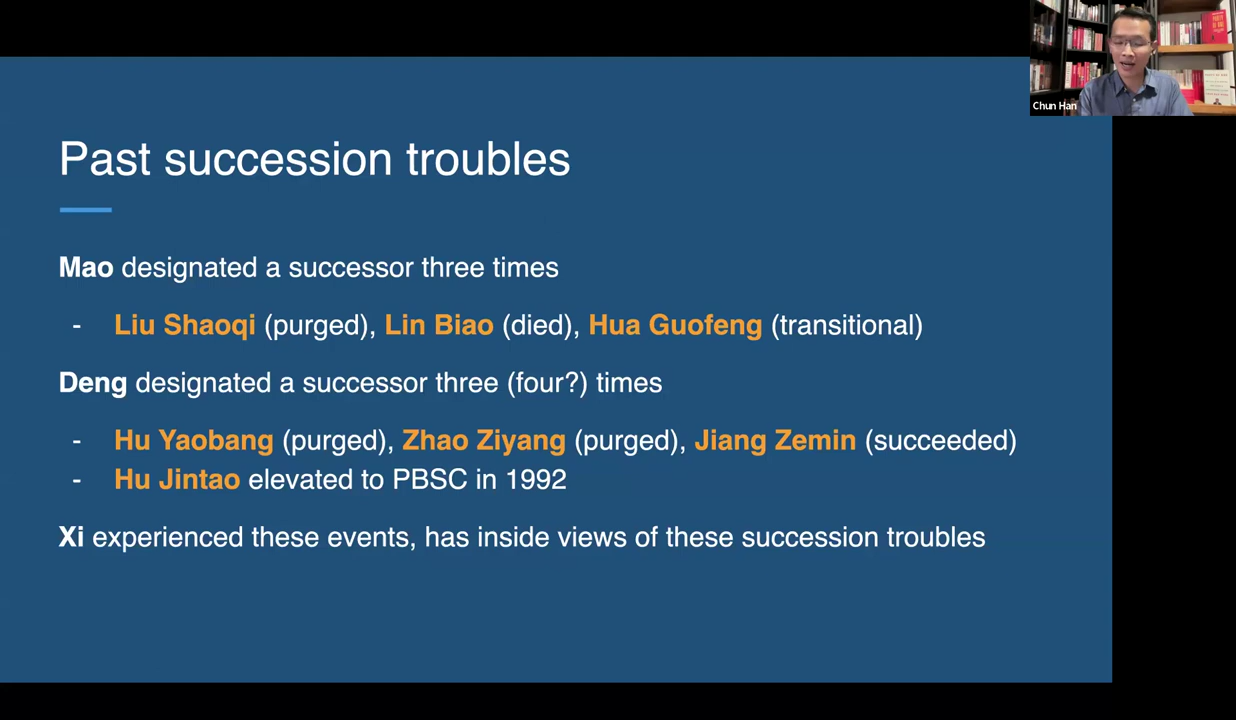 Chun Han
Past succession troubles
Mao designated a successor three times
- Liu Shaoqi (purged), Lin Biao (died), Hua Guofeng (transitional)
Deng designated a successor three (four?) times
- Hu Yaobang (purged), Zhao Ziyang (purged), Jiang Zemin (succeeded)
- Hu Jintao elevated to PBSC in 1992
Xi experienced these events, has inside views of these succession troubles